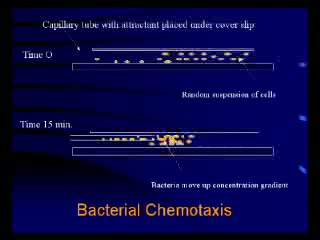 Capillary tube with attractant placed under cover slip
Time O
Random suspension of cells
Time 15 min.
Bacteria move up concentration gradient
Bacterial Chemotaxis